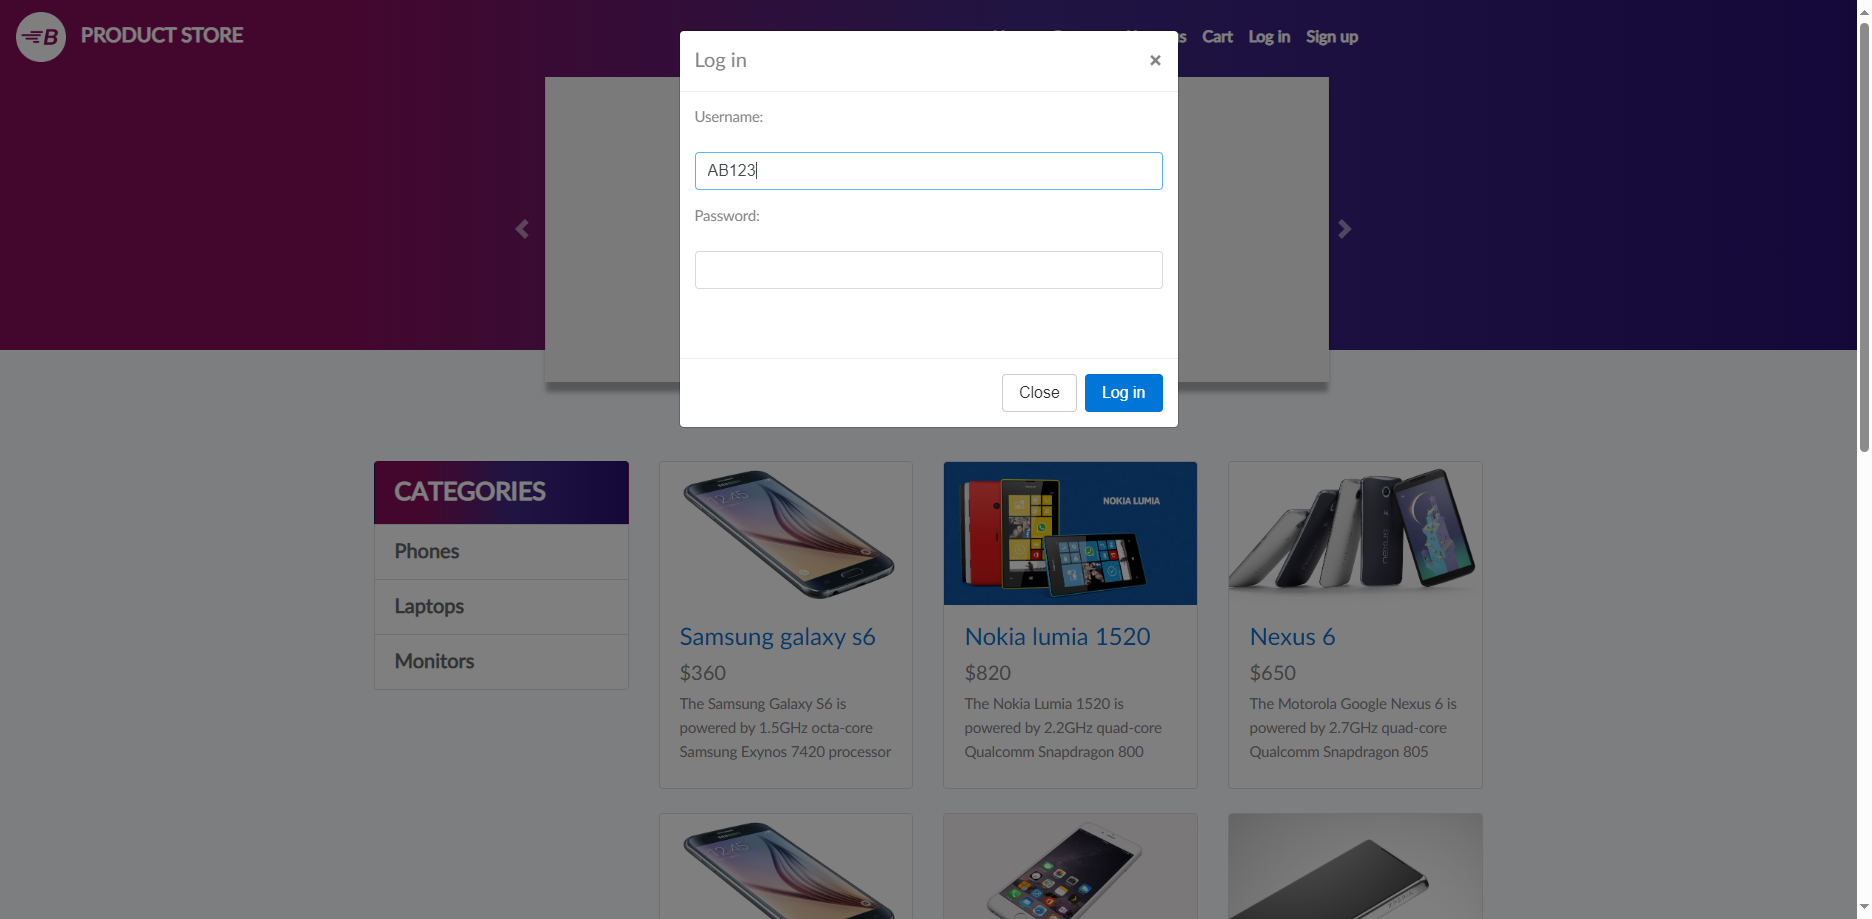 PRODUCT STORE
Cart Log in Sign up
Log in
×
Username:
AB123
Password:
Close
Log in
CATEGORIES
Phones
Laptops
Monitors
12:45
Samsung galaxy s6
$360
The Samsung Galaxy S6 is
powered by 1.5GHz octa-core
Samsung Exynos 7420 processor
NOKIA LUMIA
Nokia lumia 1520
$820
The Nokia Lumia 1520 is
powered by 2.2GHz quad-core
Qualcomm Snapdragon 800
Nexus 6
$650
The Motorola Google Nexus 6 is
powered by 2.7GHz quad-core
Qualcomm Snapdragon 805
12:45